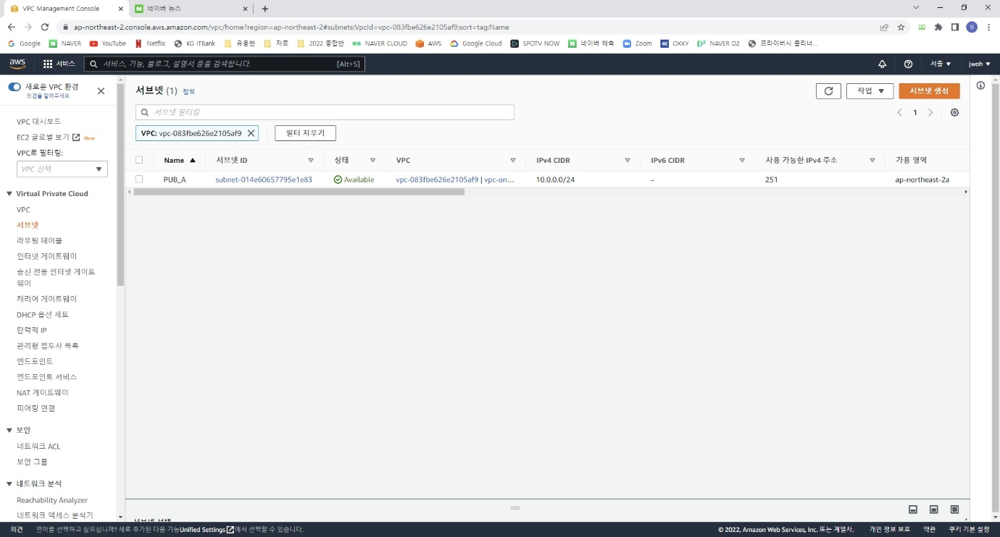 VPC Management Console
네이버 뉴스
ap-northeast-2.console.aws.amazon.com/vpc/home?region=ap-northeast-2#subnets:VpcId=vpc-083fbe626e2105af9;sort=tag:Name
Google NAVER YouTube Netflix KG ITBank 유용한 자료 2022 종합반 NAVER CLOUD AWS Google Cloud SPOTV NOW 네이버 해축 Zoom OKKY NAVER D2 프라이버시 클리너...
aws 서비스 서비스, 기능, 블로그, 설명서 등을 검색합니다. [Alt+S] 서울 jwoh
새로운 VPC 환경
의견을 알려주세요
VPC 대시보드
EC2 글로벌 보기 New
VPC로 필터링:
VPC 선택
Virtual Private Cloud
VPC
서브넷
라우팅 테이블
인터넷 게이트웨이
송신 전용 인터넷 게이트
웨이
캐리어 게이트웨이
DHCP 옵션 세트
탄력적 IP
관리형 접두사 목록
엔드포인트
엔드포인트 서비스
NAT 게이트웨이
피어링 연결
보안
네트워크 ACL
보안 그룹
네트워크 분석
Reachability Analyzer
네트워크 액세스 분석기
서브넷 (1) 정보
작업 서브넷 생성
서브넷 필터링
1
VPC: vpc-083fbe626e2105af9 필터 지우기
Name 서브넷 ID 상태 VPC IPv4 CIDR IPv6 CIDR 사용 가능한 IPv4 주소 가용 영역
PUB_A subnet-014e60657795e1e83 Available vpc-083fbe626e2105af9 | vpc-on... 10.0.0.0/24 – 251 ap-northeast-2a
서브넷 선택
의견 언어를 선택하고 싶으십니까? 새로 추가된 다음 기능Unified Settings에서 선택할 수 있습니다. © 2022, Amazon Web Services, Inc. 또는 계열사. 개인 정보 보호 약관 쿠키 기본 설정